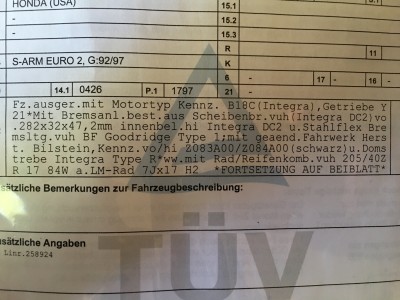 HONDA (USA)
15.1
15.2
15.3
R
11
S-ARM EURO 2, G:92/97
K
6
17
16
14.1 0426 P.1 1797
21
Fz.ausger.mit Motortyp Kennz. B18C(Integra),Getriebe Y
21*Mit Bremsanl.best.aus Scheibenbr.vuh(Integra DC2)vo
.282x32x47,2mm innenbel.hi Integra DC2 u.Stahlflex Bre
msltg.vuh BF Goodridge Type limit geaend.Fahrwerk Hers
t. Bilstein,Kennz.vo/hi Z083A00/Z084A00(schwarz)u.Doms
trebe Integra Type R*ww.mit Rad/Reifenkomb.vuh 205/40Z
R 17 84W a.LM-Rad 7Jx17 H2 *FORTSETZUNG AUF BEIBLATT*
sätzliche Bemerkungen zur Fahrzeugbeschreibung:
sätzliche Angaben
Linr.258924
TÜV